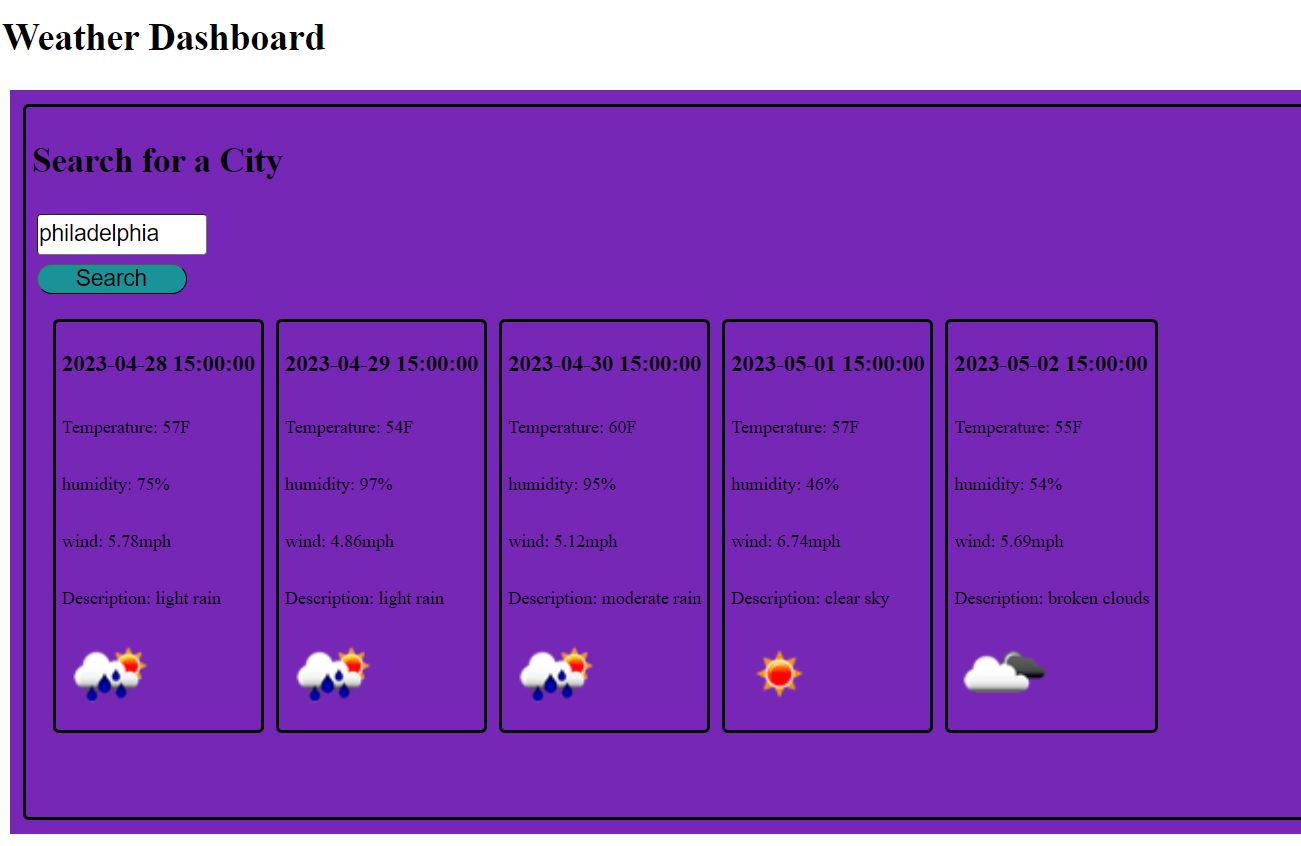 Weather Dashboard
Search for a City
philadelphia
Search
2023-04-28 15:00:00
Temperature: 57F
humidity: 75%
wind: 5.78mph
Description: light rain
2023-04-29 15:00:00
Temperature: 54F
humidity: 97%
wind: 4.86mph
Description: light rain
2023-04-30 15:00:00
Temperature: 60F
humidity: 95%
wind: 5.12mph
Description: moderate rain
2023-05-01 15:00:00
Temperature: 57F
humidity: 46%
wind: 6.74mph
Description: clear sky
2023-05-02 15:00:00
Temperature: 55F
humidity: 54%
wind: 5.69mph
Description: broken clouds